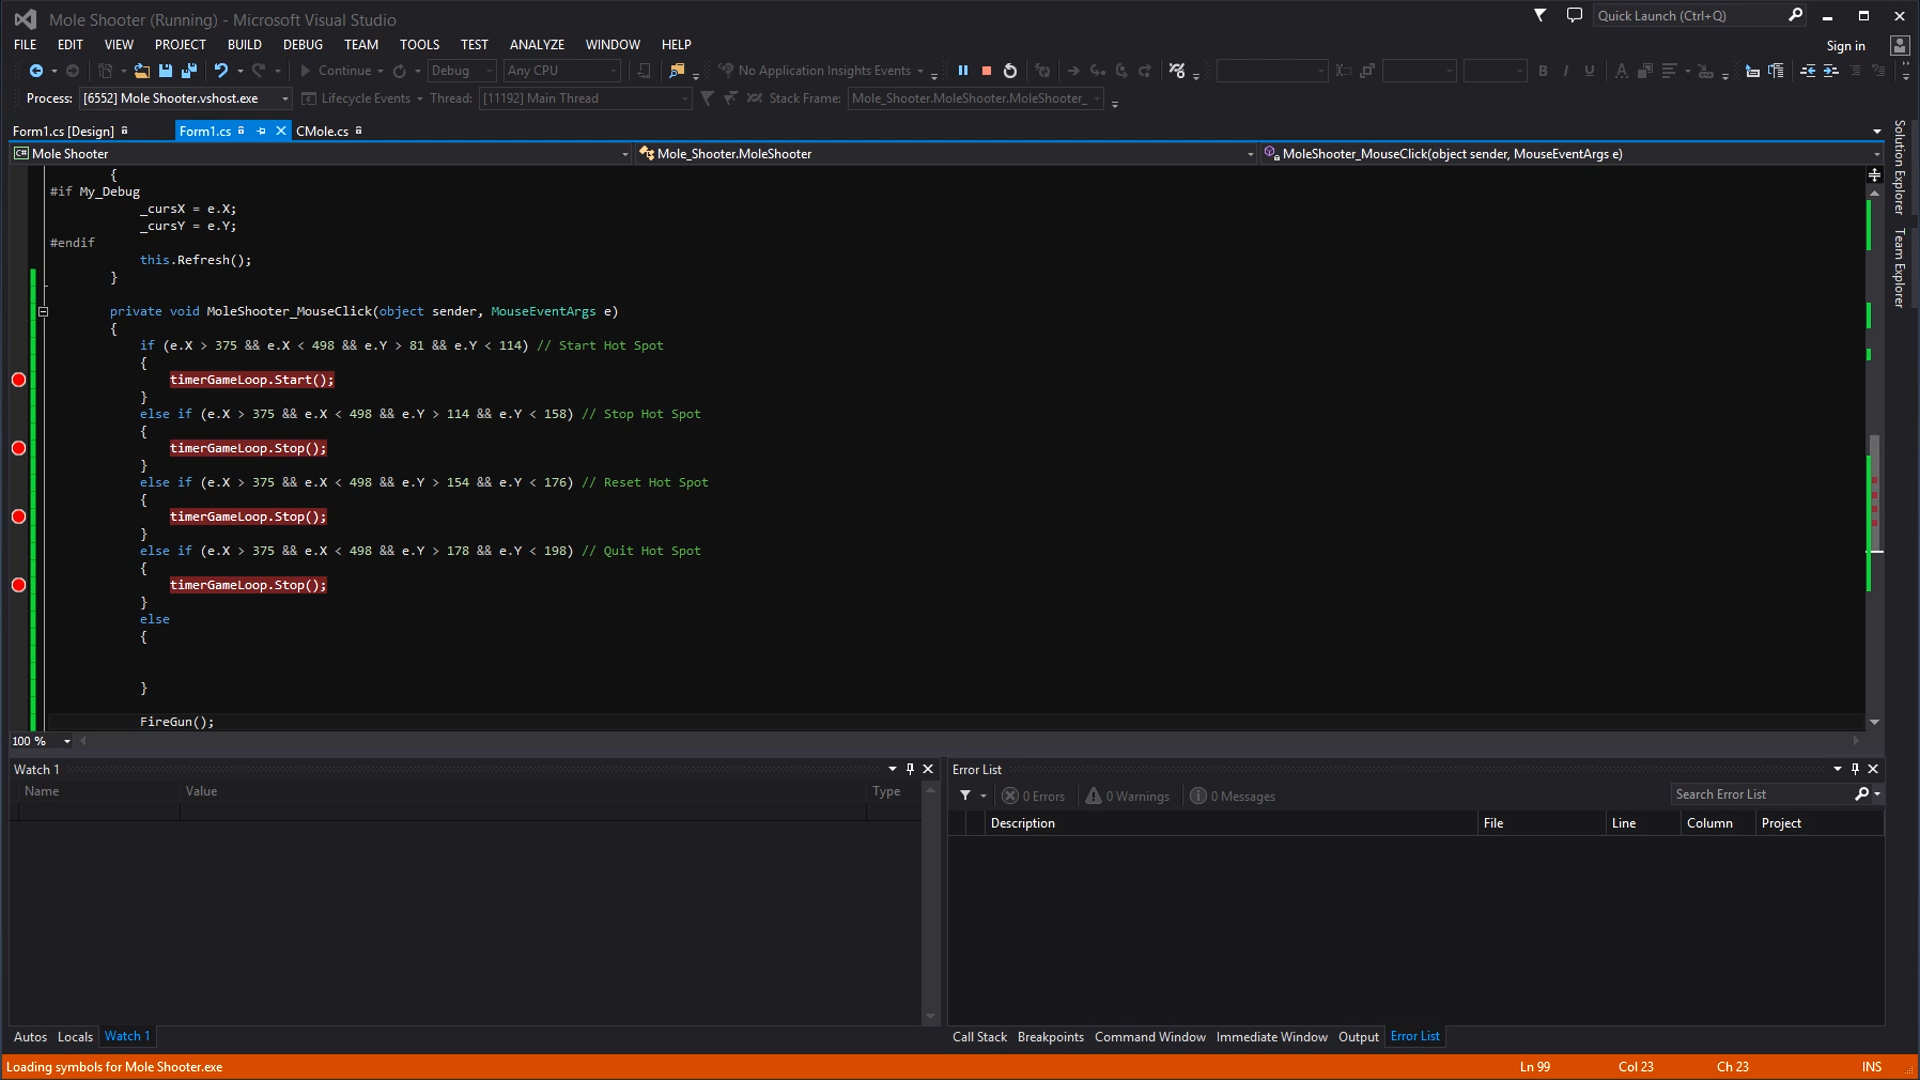 Mole Shooter (Running) - Microsoft Visual Studio
Quick Launch (Ctrl+Q)
FILE EDIT VIEW PROJECT BUILD DEBUG TEAM TOOLS TEST ANALYZE WINDOW HELP
Sign in
Continue Debug Any CPU No Application Insights Events
Process: [6552] Mole Shooter.vshost.exe Lifecycle Events Thread: [11192] Main Thread Stack Frame: Mole_Shooter.MoleShooter.MoleShooter_
Form1.cs [Design] Form1.cs CMole.cs
C# Mole Shooter Mole_Shooter.MoleShooter MoleShooter_MouseClick(object sender, MouseEventArgs e)
Solution Explorer
Team Explorer
{
#if My_Debug
_cursX = e.X;
_cursY = e.Y;
#endif
this.Refresh();
}
private void MoleShooter_MouseClick(object sender, MouseEventArgs e)
{
if (e.X > 375 && e.X < 498 && e.Y > 81 && e.Y < 114) // Start Hot Spot
{
timerGameLoop.Start();
}
else if (e.X > 375 && e.X < 498 && e.Y > 114 && e.Y < 158) // Stop Hot Spot
{
timerGameLoop.Stop();
}
else if (e.X > 375 && e.X < 498 && e.Y > 154 && e.Y < 176) // Reset Hot Spot
{
timerGameLoop.Stop();
}
else if (e.X > 375 && e.X < 498 && e.Y > 178 && e.Y < 198) // Quit Hot Spot
{
timerGameLoop.Stop();
}
else
{
}
FireGun();
100 %
Watch 1
Name Value Type
Error List
0 Errors 0 Warnings 0 Messages
Search Error List
Description File Line Column Project
Autos Locals Watch 1
Call Stack Breakpoints Command Window Immediate Window Output Error List
Loading symbols for Mole Shooter.exe
Ln 99 Col 23 Ch 23 INS